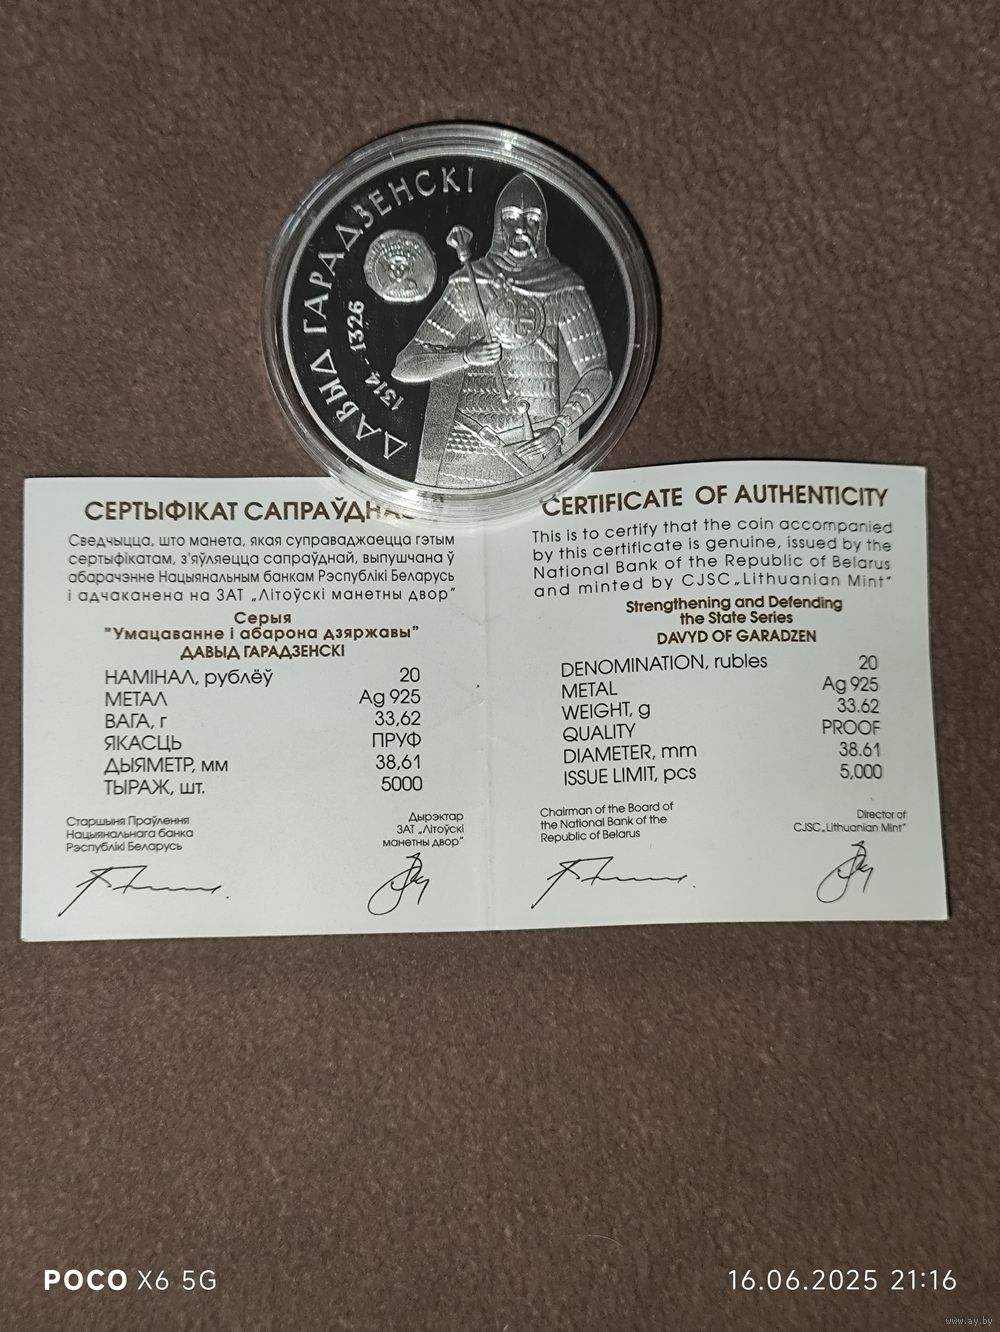 ДАВЫД ГАРАДЗЕНСКІ
1314 - 1326
СЕРТЫФІКАТ
Сведчыцца, што манета, якая суправаджаецца гэтым
сертыфікатам, з'яўляецца сапраўднай, выпушчана ў
абарачэнне Нацыянальным банкам Рэспублікі Беларусь
і адчаканена на ЗАТ „Літоўскі манетны двор”
Серыя
"Умацаванне і абарона дзяржавы”
ДАВЫД ГАРАДЗЕНСКІ
НАМІНАЛ, рублёў 20
МЕТАЛ Ag 925
ВАГА, г 33,62
ЯКАСЦЬ ПРУФ
ДЫЯМЕТР, мм 38,61
ТЫРАЖ, шт. 5000
Старшыня Праўлення
Нацыянальнага банка
Рэспублікі Беларусь
Дырэктар
ЗАТ „Літоўскі
манетны двор”
CERTIFICATE OF AUTHENTICITY
This is to certify that the coin accompanied
by this certificate is genuine, issued by the
National Bank of the Republic of Belarus
and minted by CJSC „Lithuanian Mint”
Strengthening and Defending
the State Series
DAVYD OF GARADZEN
DENOMINATION, rubles 20
METAL Ag 925
WEIGHT, g 33.62
QUALITY PROOF
DIAMETER, mm 38.61
ISSUE LIMIT, pcs 5,000
Chairman of the Board of
the National Bank of the
Republic of Belarus
Director of
CJSC „Lithuanian Mint”
POCO X6 5G
16.06.2025 21:16
www.ay.by